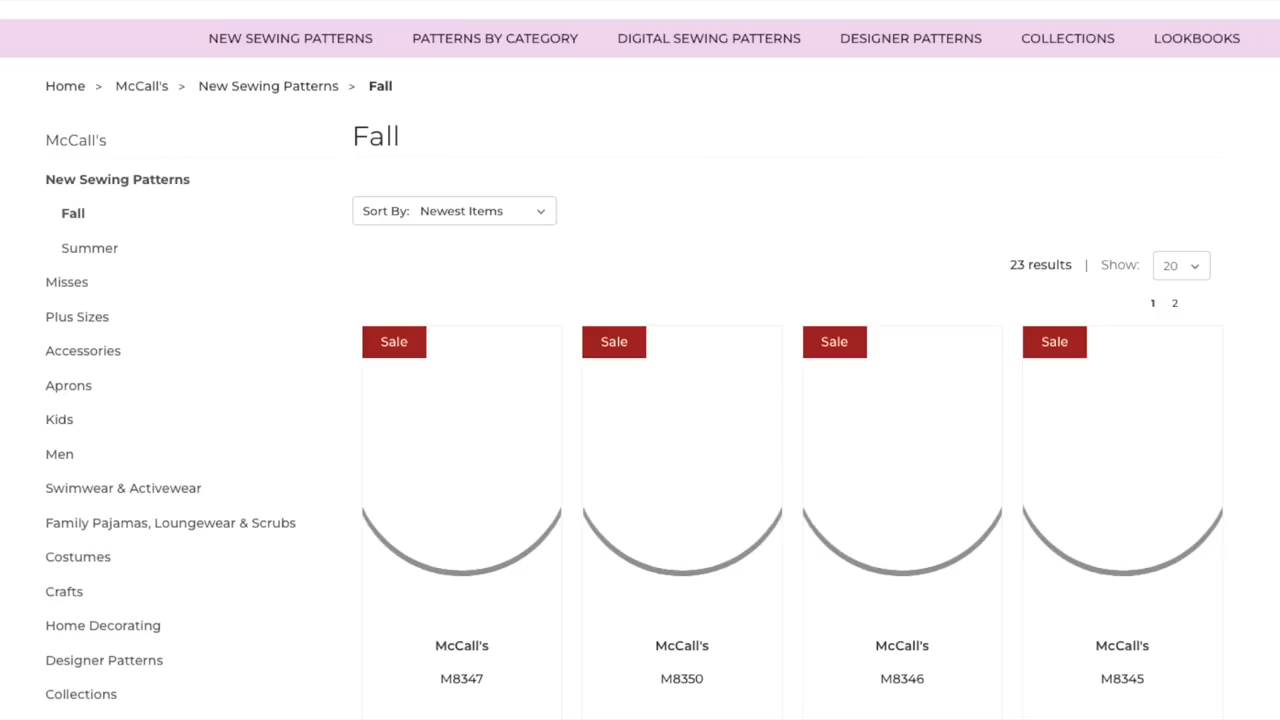 NEW SEWING PATTERNS PATTERNS BY CATEGORY DIGITAL SEWING PATTERNS DESIGNER PATTERNS COLLECTIONS LOOKBOOKS
Home > McCall's > New Sewing Patterns > Fall
McCall's
New Sewing Patterns
Fall
Summer
Misses
Plus Sizes
Accessories
Aprons
Kids
Men
Swimwear & Activewear
Family Pajamas, Loungewear & Scrubs
Costumes
Crafts
Home Decorating
Designer Patterns
Collections
Fall
Sort By: Newest Items
23 results | Show: 20
1 2
Sale Sale Sale Sale
McCall's McCall's McCall's McCall's
M8347 M8350 M8346 M8345